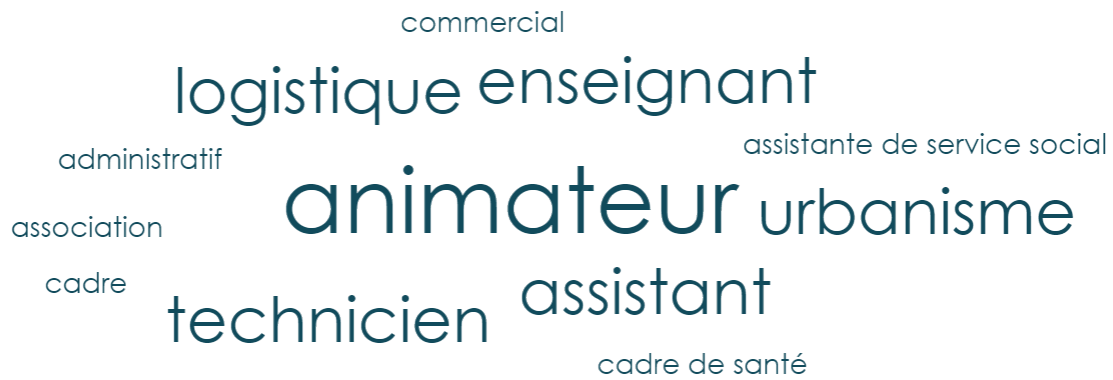 commercial
logistique enseignant
administratif
assistante de service social
animateur urbanisme
association
cadre
technicien
assistant
cadre de santé